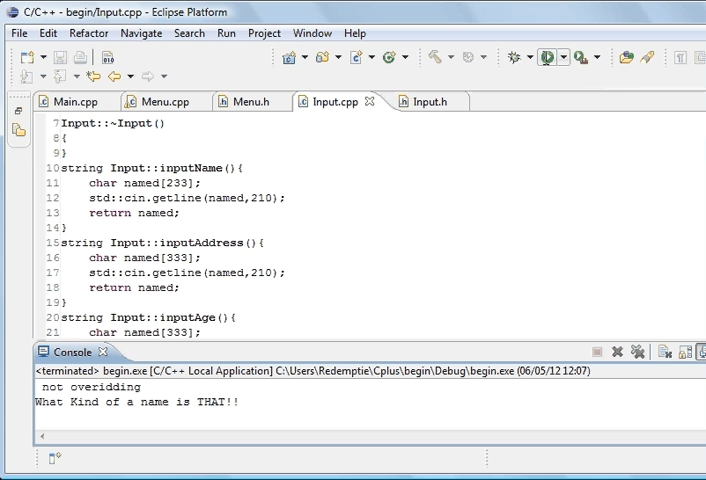 C/C++ - begin/Input.cpp - Eclipse Platform
File Edit Refactor Navigate Search Run Project Window Help
Main.cpp Menu.cpp Menu.h Input.cpp Input.h
7 Input::~Input()
8 {
9 }
10 string Input::inputName(){
11 char named[233];
12 std::cin.getline(named,210);
13 return named;
14 }
15 string Input::inputAddress(){
16 char named[333];
17 std::cin.getline(named,210);
18 return named;
19 }
20 string Input::inputAge(){
21 char named[333];
Console
<terminated> begin.exe [C/C++ Local Application] C:\Users\Redemptie\Cplus\begin\Debug\begin.exe (06/05/12 12:07)
not overidding
What Kind of a name is THAT!!